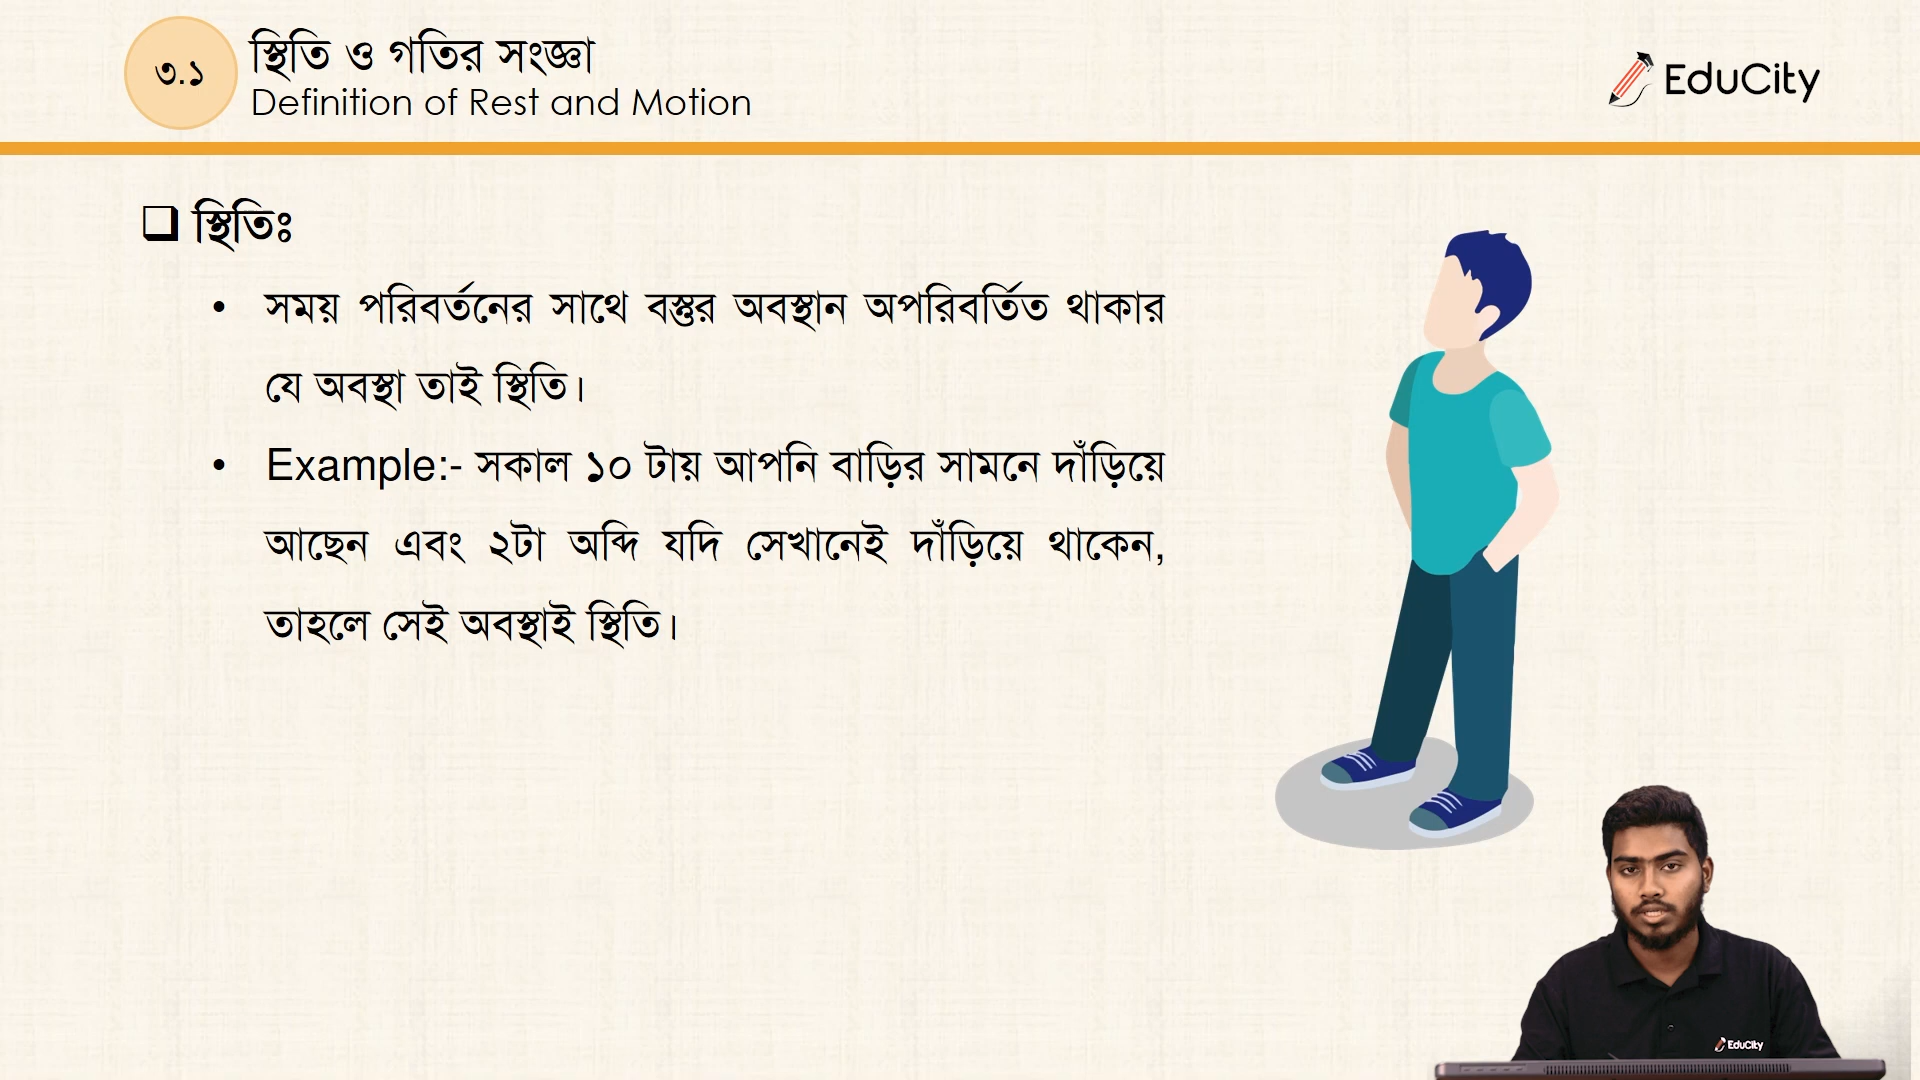 ৩.১
স্থিতি ও গতির সংজ্ঞা
Definition of Rest and Motion
EduCity
স্থিতিঃ
• সময় পরিবর্তনের সাথে বস্তুর অবস্থান অপরিবর্তিত থাকার
যে অবস্থা তাই স্থিতি।
• Example:- সকাল ১০ টায় আপনি বাড়ির সামনে দাঁড়িয়ে
আছেন এবং ২টা অব্দি যদি সেখানেই দাঁড়িয়ে থাকেন,
তাহলে সেই অবস্থাই স্থিতি।
EduCity